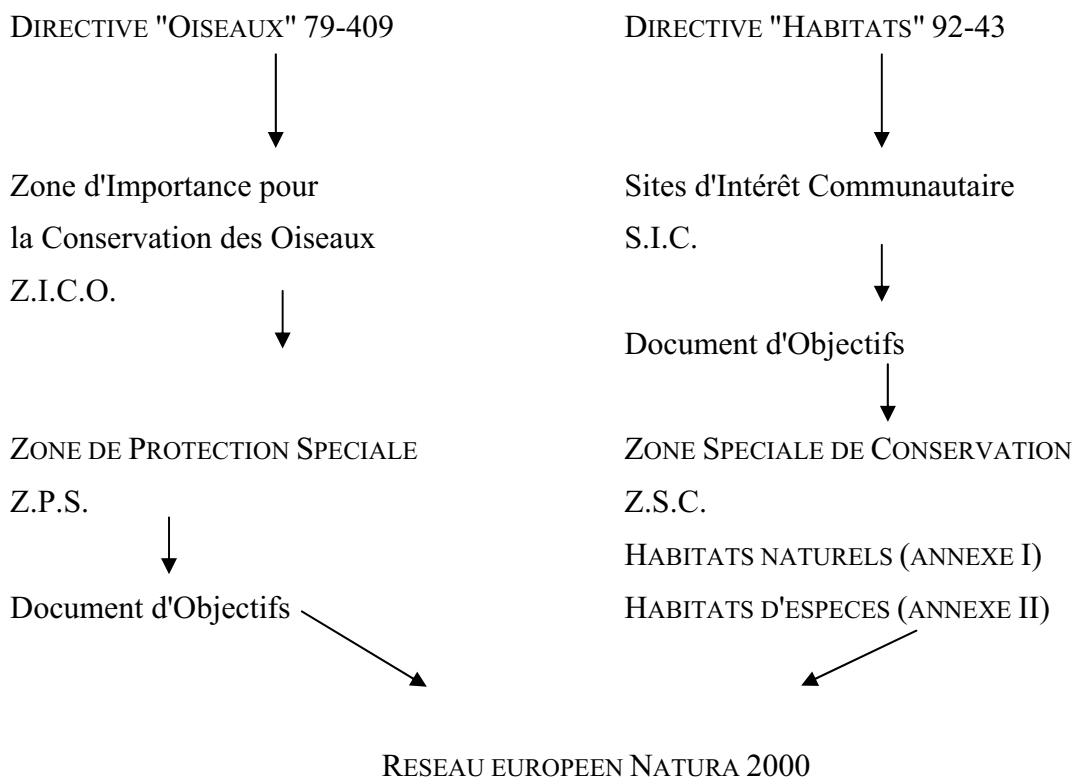 DIRECTIVE "OISEAUX" 79-409
Zone d'Importance pour
la Conservation des Oiseaux
Z.I.C.O.
ZONE DE PROTECTION SPECIALE
Z.P.S.
Document d'Objectifs
DIRECTIVE "HABITATS" 92-43
Sites d'Intérêt Communautaire
S.I.C.
Document d'Objectifs
ZONE SPECIALE DE CONSERVATION
Z.S.C.
HABITATS NATURELS (ANNEXE I)
HABITATS D'ESPECES (ANNEXE II)
RESEAU EUROPEEN NATURA 2000